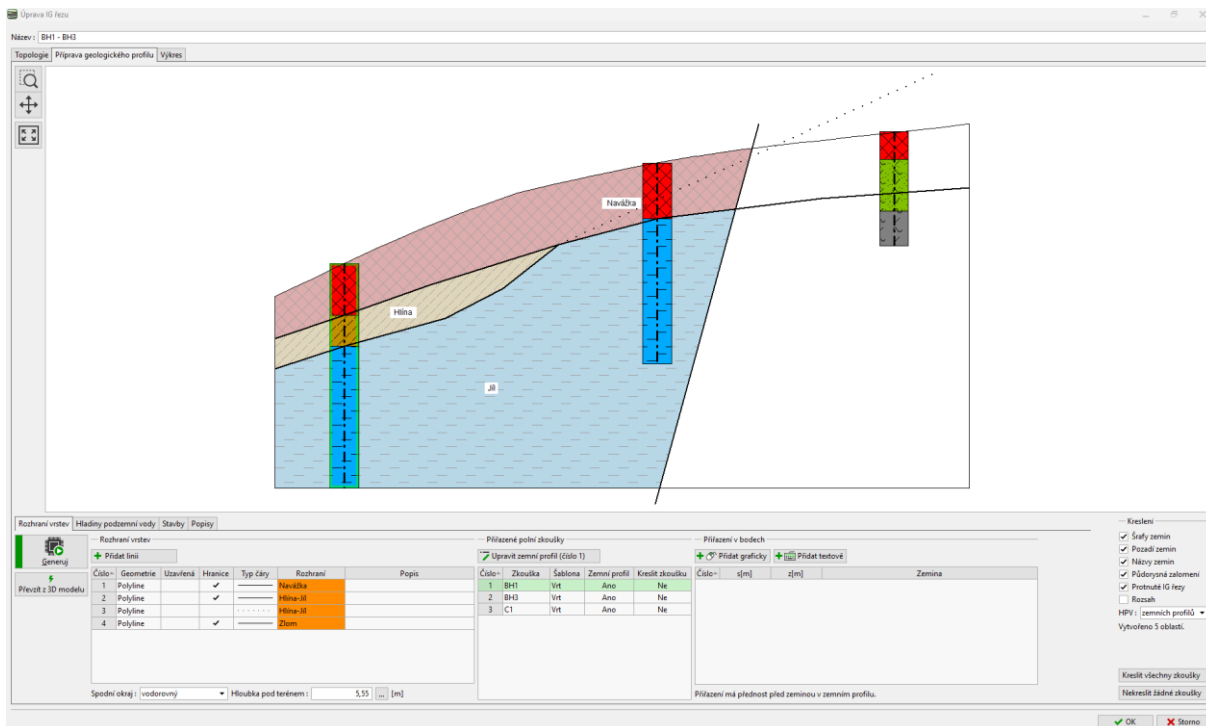 Úprava IG řezu
Název : BH1 - BH3
Topologie Příprava geologického profilu Výkres
Navážka
Hlína
Jíl
Rozhraní vrstev Hladiny podzemní vody Stavby Popisy
Generuj
Převzít z 3D modelu
Rozhraní vrstev
Přidat linii
Číslo Geometrie Uzavřená Hranice Typ čáry Rozhraní Popis
1 Polyline Navážka
2 Polyline Hlína-Jíl
3 Polyline Hlína-Jíl
4 Polyline Zlom
Spodní okraj : vodorovný Hloubka pod terénem : 5,55 ... [m]
Přiřazené polní zkoušky
Upravit zemní profil (číslo 1)
Číslo Zkouška Šablona Zemní profil Kreslit zkoušku
1 BH1 Vrt Ano Ne
2 BH3 Vrt Ano Ne
3 C1 Vrt Ano Ne
Přiřazení v bodech
Přidat graficky Přidat textově
Číslo s[m] z[m] Zemina
Přiřazení má přednost před zeminou v zemním profilu.
Kreslení
Šrafy zemin
Pozadí zemin
Názvy zemin
Půdorysná zalomení
Protnuté IG řezy
Rozsah
HPV : zemních profilů
Vytvořeno 5 oblastí.
Kreslit všechny zkoušky
Nekreslit žádné zkoušky
OK Storno